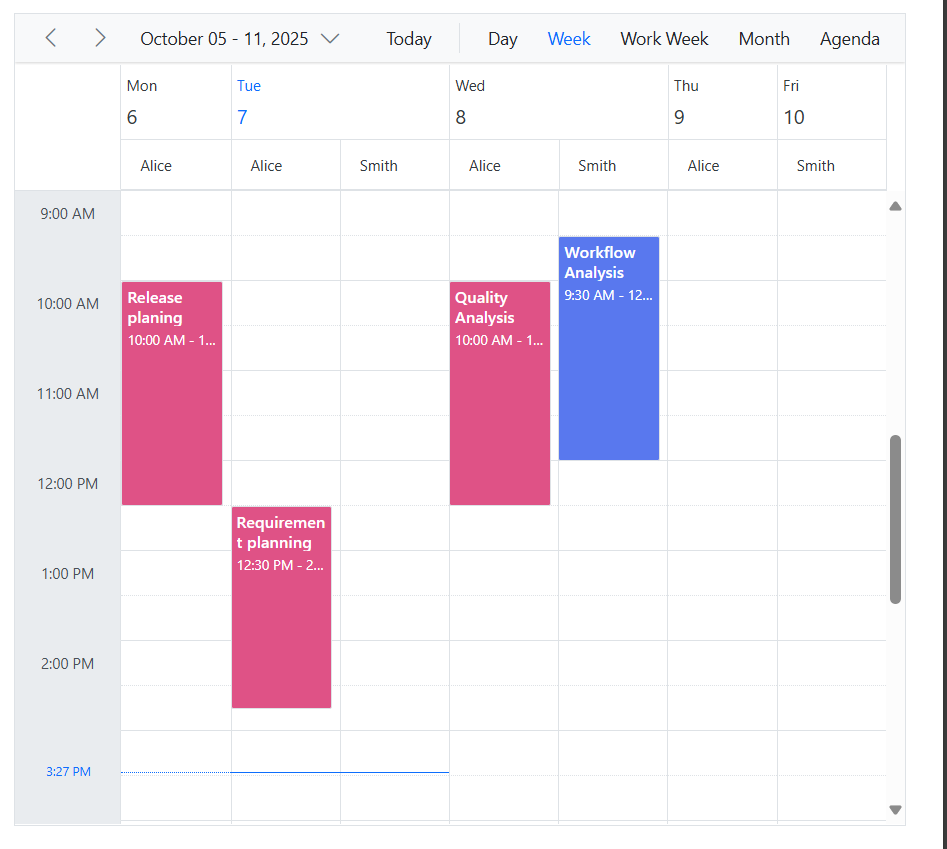 October 05 - 11, 2025 Today Day Week Work Week Month Agenda
Mon Tue Wed Thu Fri
6 7 8 9 10
Alice Alice Smith Alice Smith Alice Smith
9:00 AM
Workflow
Analysis
9:30 AM - 12...
10:00 AM
Release
planing
10:00 AM - 1...
Quality
Analysis
10:00 AM - 1...
11:00 AM
12:00 PM
Requiremen
t planning
12:30 PM - 2...
1:00 PM
2:00 PM
3:27 PM